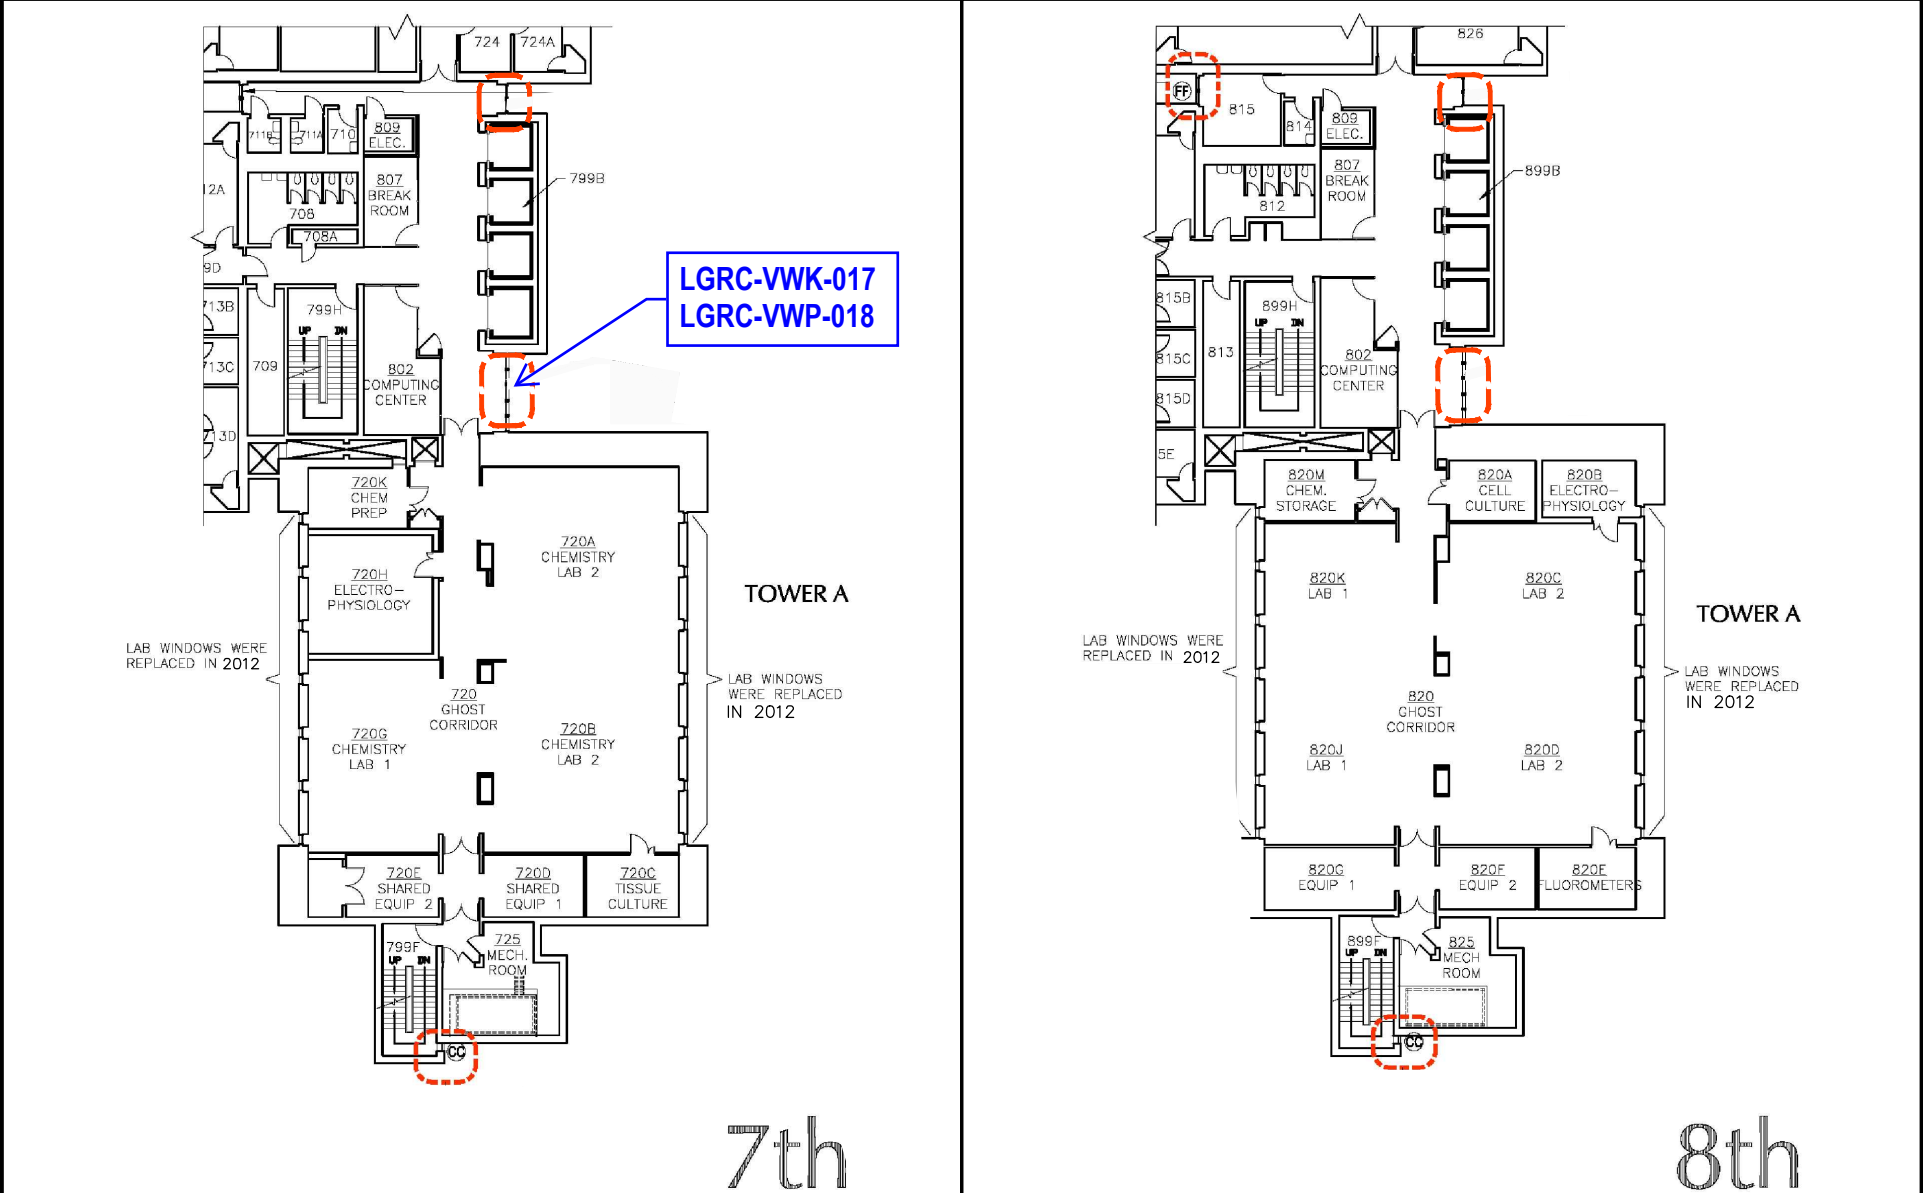 724
724A
711B
711A
710
809
ELEC.
12A
807
BREAK
ROOM
708
708A
799B
9D
LGRC-VWK-017
LGRC-VWP-018
713B
799H
UP
DN
713C
709
802
COMPUTING
CENTER
713D
720K
CHEM
PREP
720A
CHEMISTRY
LAB 2
720H
ELECTRO-
PHYSIOLOGY
TOWER A
LAB WINDOWS WERE
REPLACED IN 2012
LAB WINDOWS
WERE REPLACED
IN 2012
720
GHOST
CORRIDOR
720G
CHEMISTRY
LAB 1
720B
CHEMISTRY
LAB 2
720E
SHARED
EQUIP 2
720D
SHARED
EQUIP 1
720C
TISSUE
CULTURE
799F
UP
DN
725
MECH.
ROOM
CC
7th
826
FF
815
814
809
ELEC.
807
BREAK
ROOM
899B
812
815B
899H
UP
DN
815C
813
802
COMPUTING
CENTER
815D
5E
820M
CHEM.
STORAGE
820A
CELL
CULTURE
820B
ELECTRO-
PHYSIOLOGY
820K
LAB 1
820C
LAB 2
TOWER A
LAB WINDOWS WERE
REPLACED IN 2012
LAB WINDOWS
WERE REPLACED
IN 2012
820
GHOST
CORRIDOR
820J
LAB 1
820D
LAB 2
820G
EQUIP 1
820F
EQUIP 2
820E
FLUOROMETERS
899F
UP
DN
825
MECH
ROOM
CC
8th